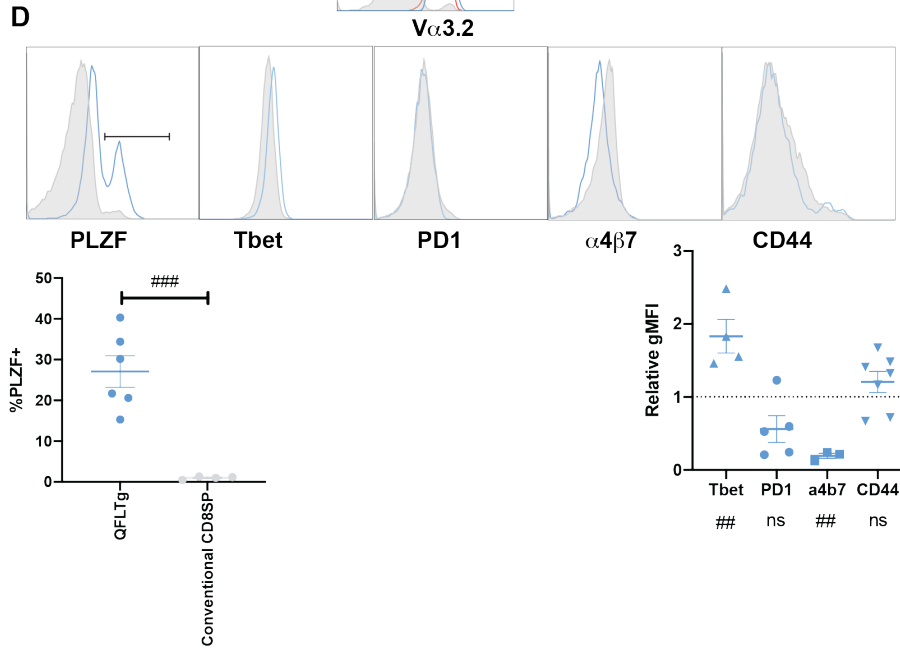 D
Vα3.2
PLZF
Tbet
PD1
α4β7
CD44
50
40
30
20
10
0
%PLZF+
###
QFLTg
Conventional CD8SP
3
2
1
0
Relative gMFI
Tbet
PD1
a4b7
CD44
##
ns
##
ns